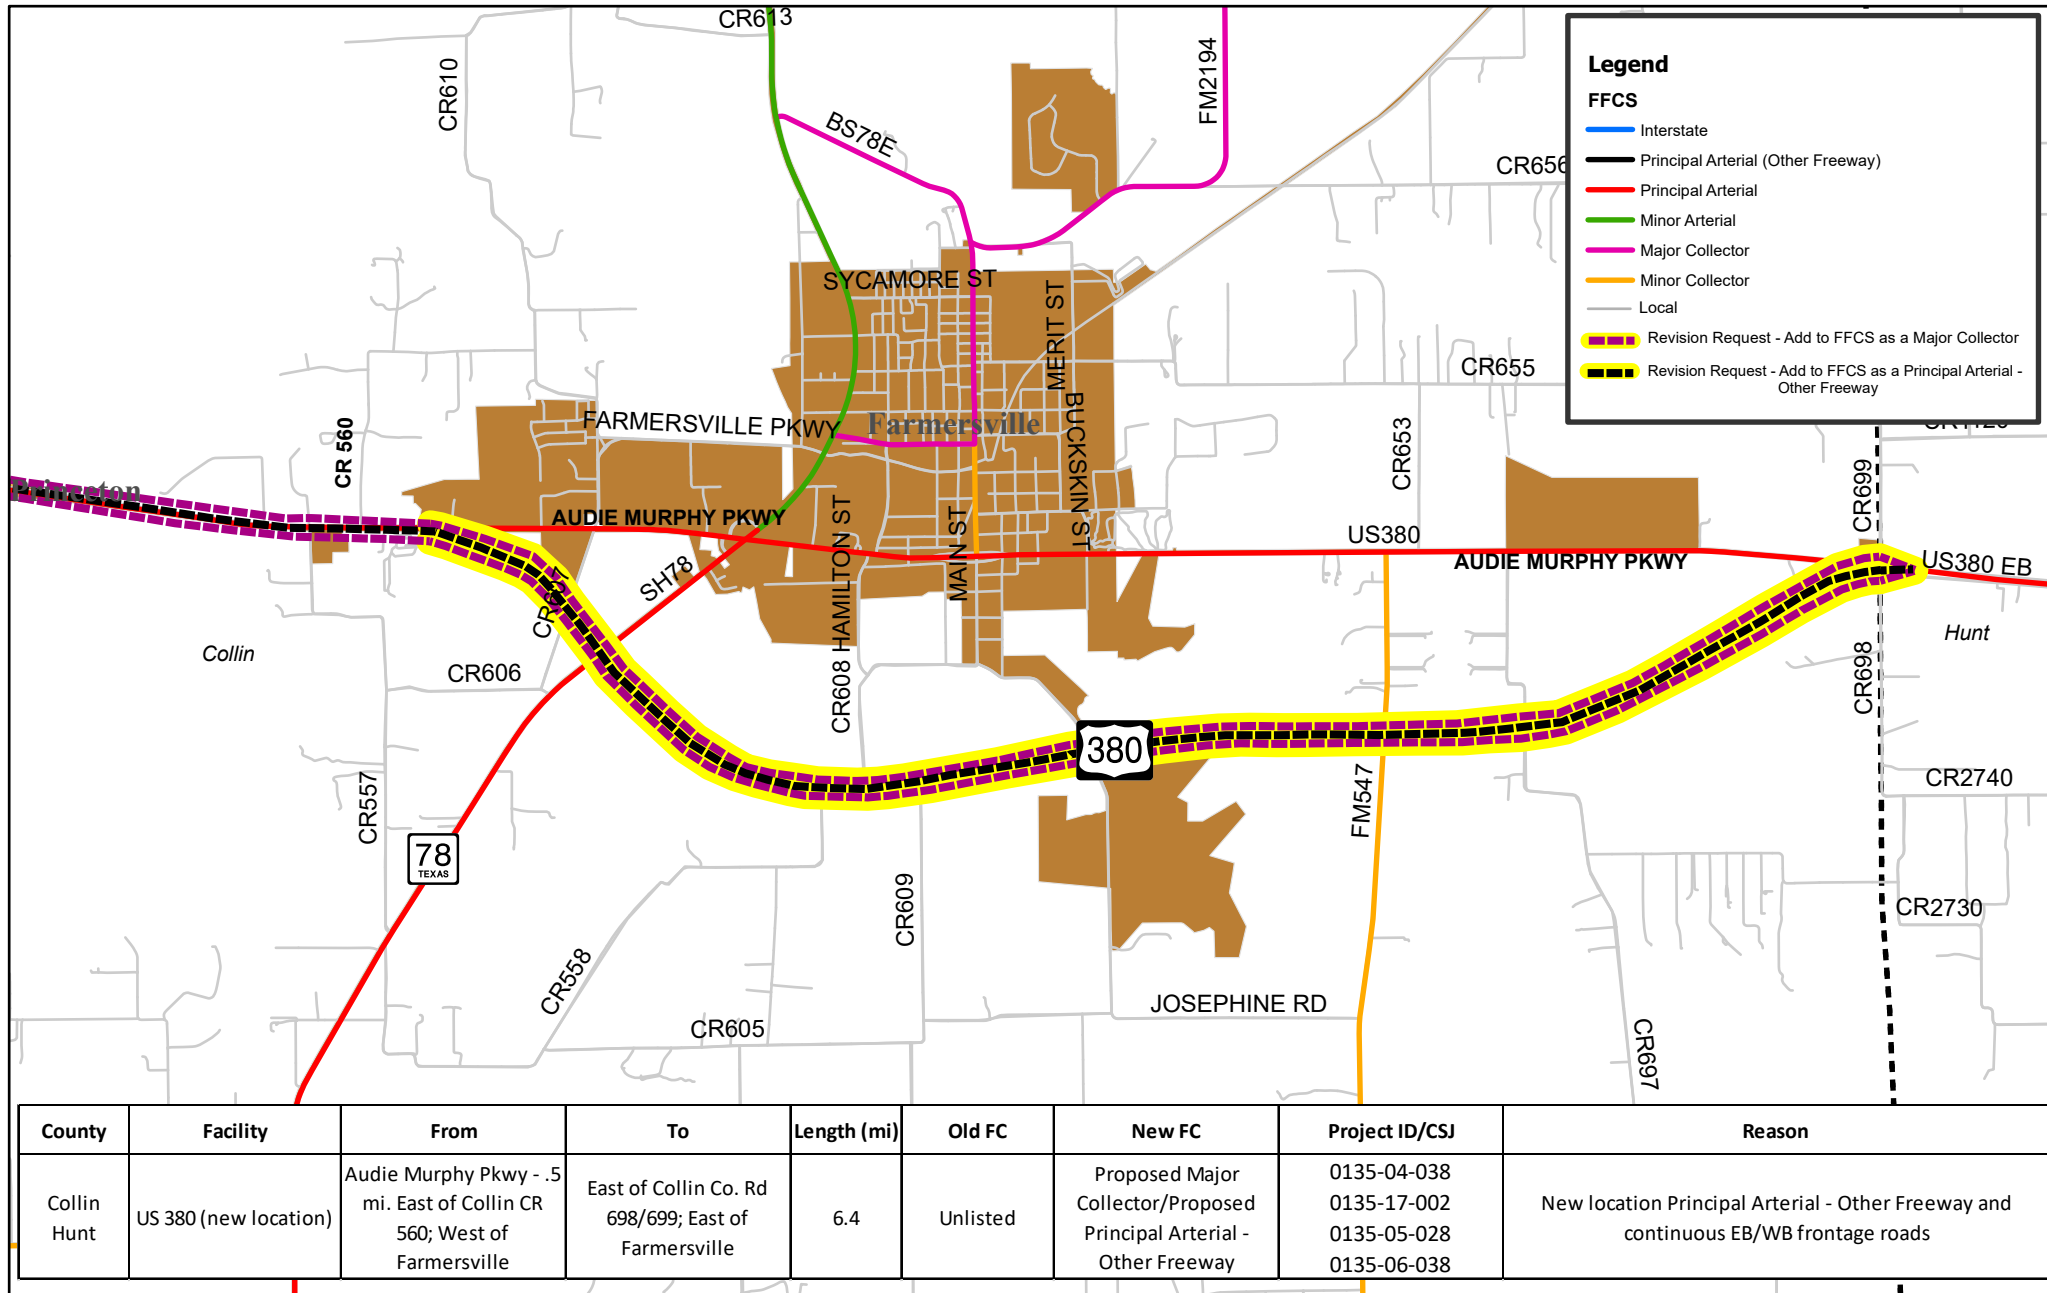 CR613
CR610
FM2194
BS78E
CR656
Legend
FFCS
Interstate
Principal Arterial (Other Freeway)
Principal Arterial
Minor Arterial
Major Collector
Minor Collector
Local
Revision Request - Add to FFCS as a Major Collector
Revision Request - Add to FFCS as a Principal Arterial -
Other Freeway
SYCAMORE ST
MERIT ST
CR655
FARMERSVILLE PKWY
Farmersville
BUCKSKIN ST
CR 560
CR653
CR699
Princeton
AUDIE MURPHY PKWY
HAMILTON ST
MAIN ST
US380
AUDIE MURPHY PKWY
US380 EB
SH78
Collin
CR606
CR608
CR698
Hunt
380
CR557
FM547
CR2740
78
TEXAS
CR609
CR2730
CR558
JOSEPHINE RD
CR605
CR697
County Facility From To Length (mi) Old FC New FC Project ID/CSJ Reason
Collin
Hunt
US 380 (new location)
Audie Murphy Pkwy - .5
mi. East of Collin CR
560; West of
Farmersville
East of Collin Co. Rd
698/699; East of
Farmersville
6.4
Unlisted
Proposed Major
Collector/Proposed
Principal Arterial -
Other Freeway
0135-04-038
0135-17-002
0135-05-028
0135-06-038
New location Principal Arterial - Other Freeway and
continuous EB/WB frontage roads